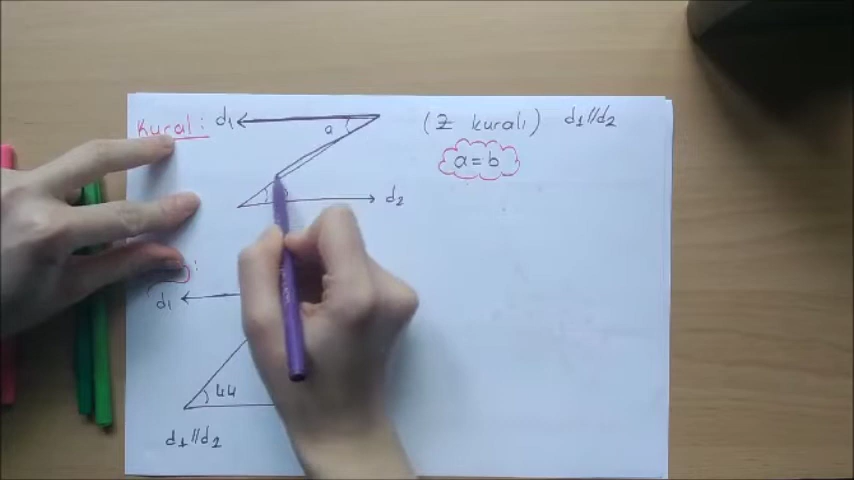 Kural: d1 (Z kuralı) d1//d2
a
a = b
d2
:
d1
44
d1//d2